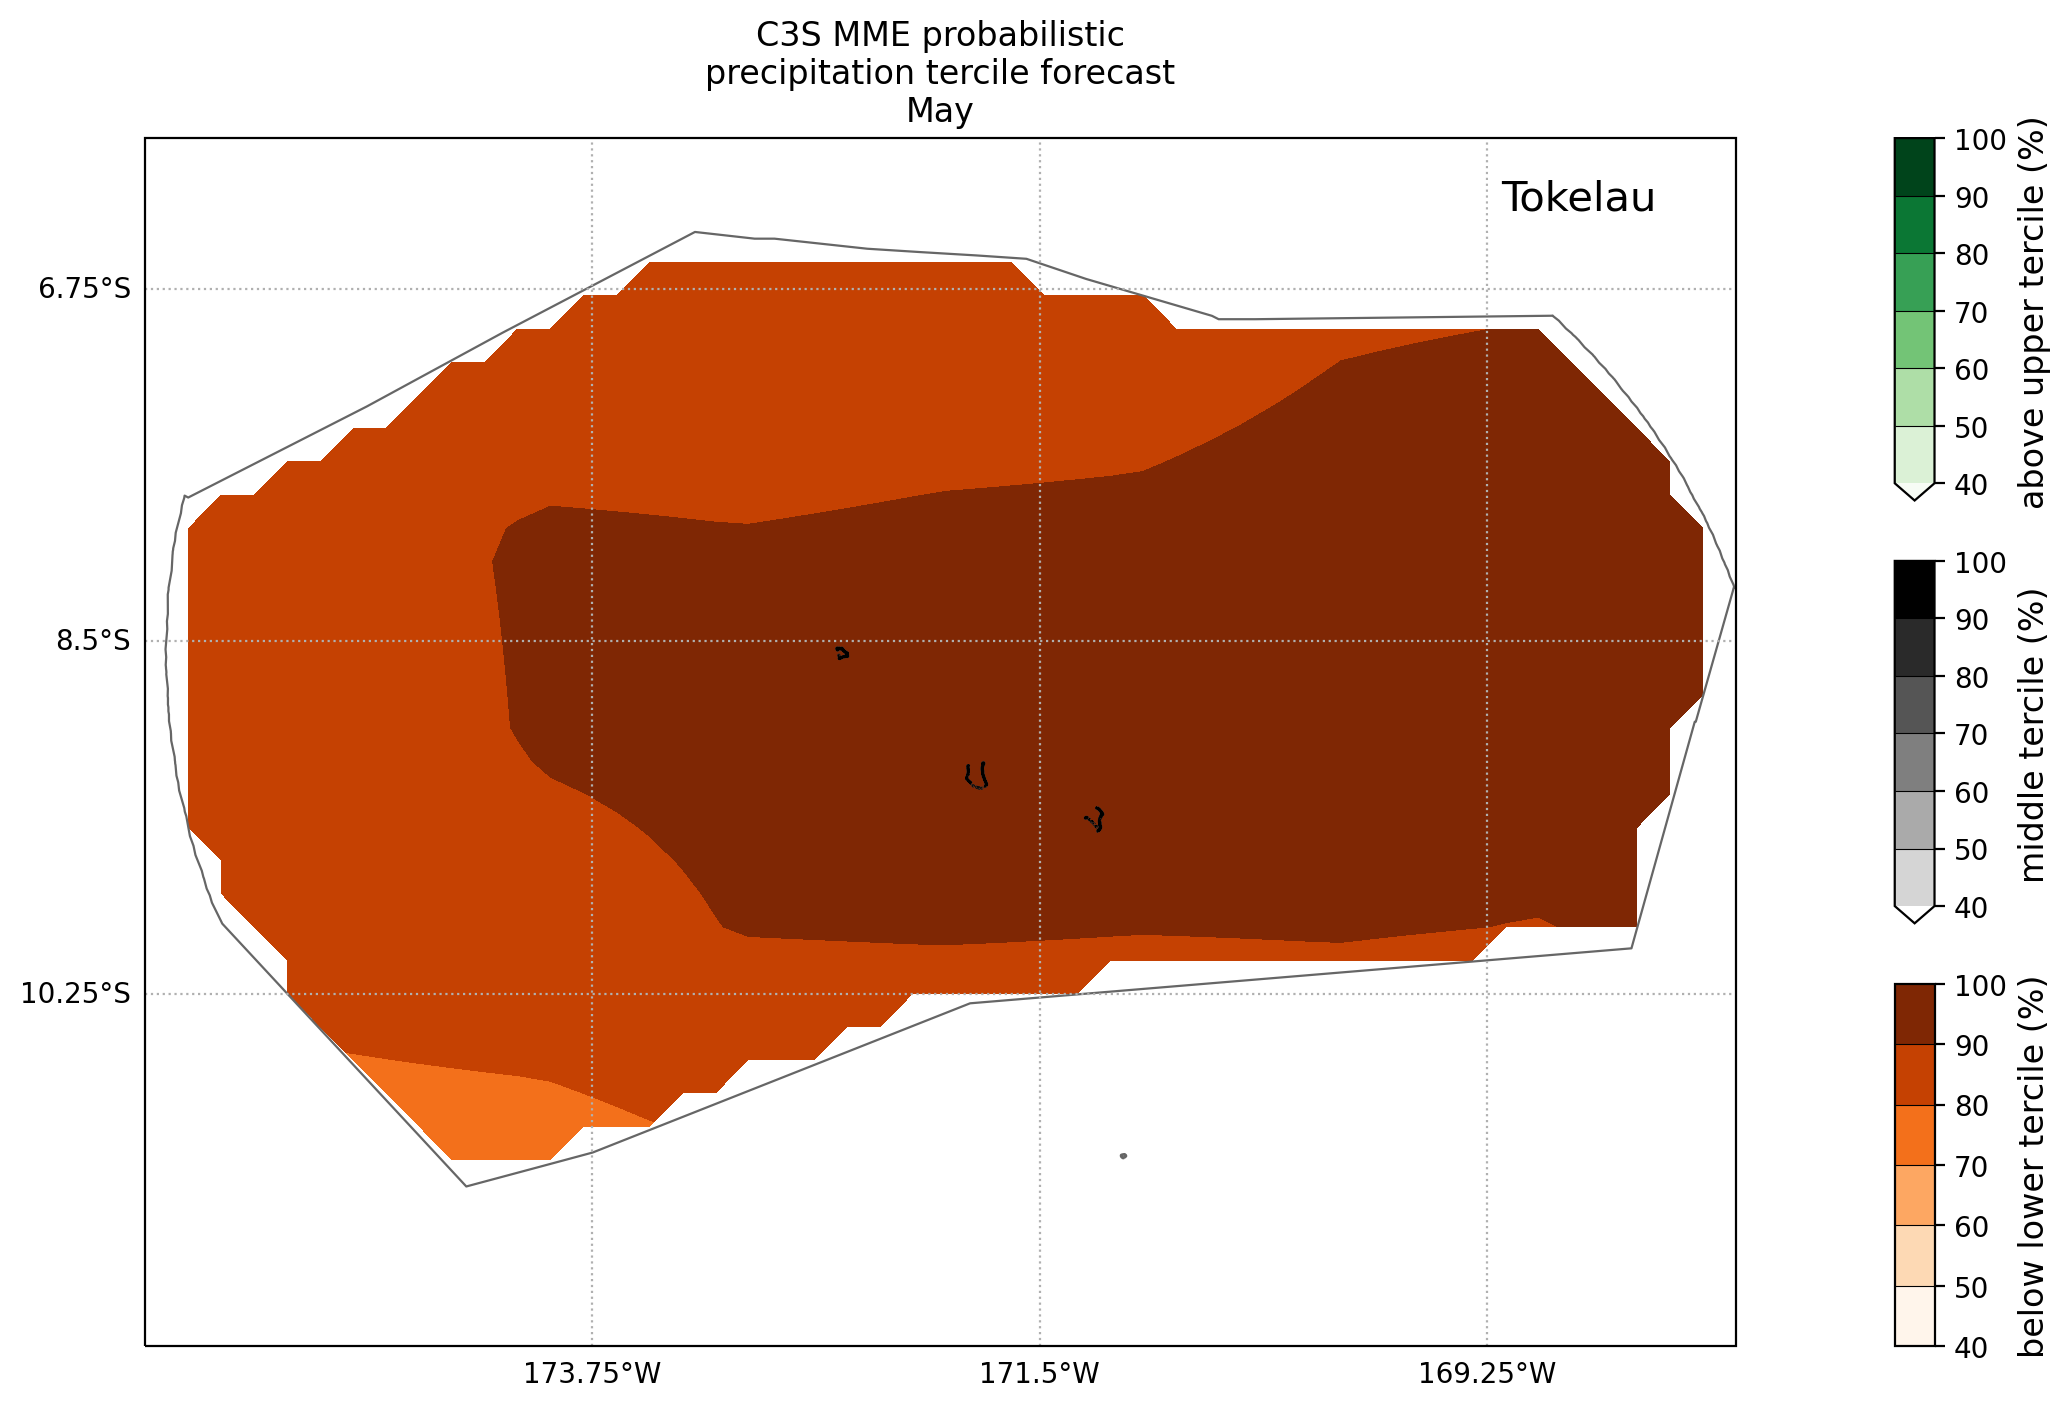 C3S MME probabilistic
precipitation tercile forecast
May
Tokelau
6.75°S
8.5°S
10.25°S
173.75°W
171.5°W
169.25°W
100
90
80
70
60
50
40
above upper tercile (%)
100
90
80
70
60
50
40
middle tercile (%)
100
90
80
70
60
50
40
below lower tercile (%)